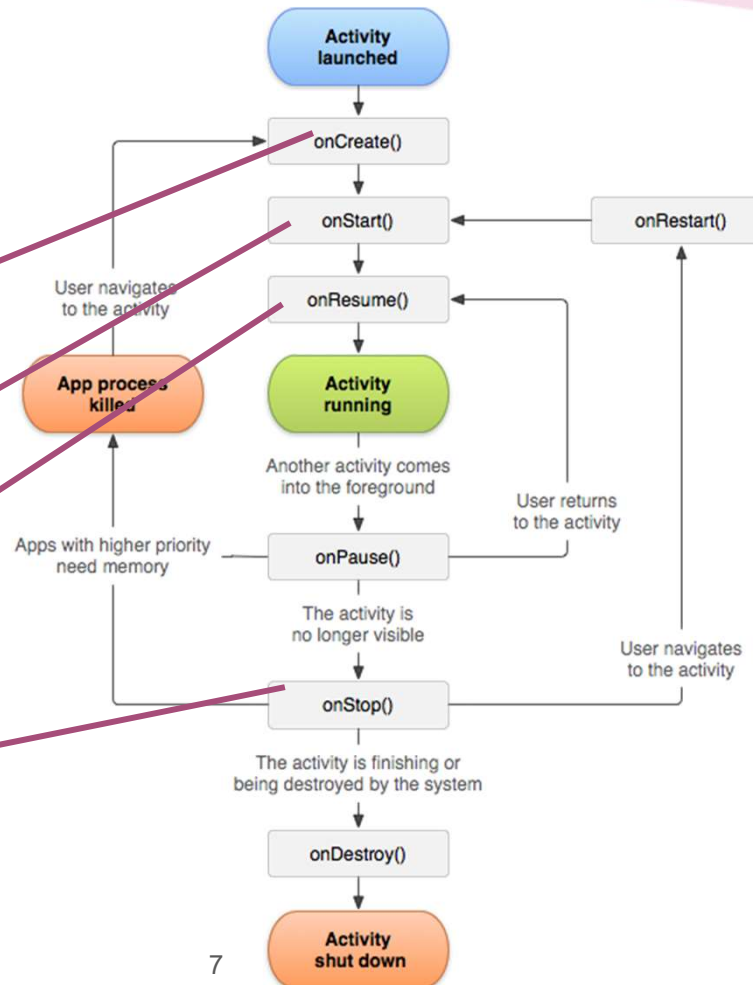 Activity
launched
onCreate()
onStart()
onRestart()
User navigates
to the activity
onResume()
App process
killed
Activity
running
Another activity comes
into the foreground
User returns
to the activity
Apps with higher priority
need memory
onPause()
The activity is
no longer visible
User navigates
to the activity
onStop()
The activity is finishing or
being destroyed by the system
onDestroy()
Activity
shut down
7